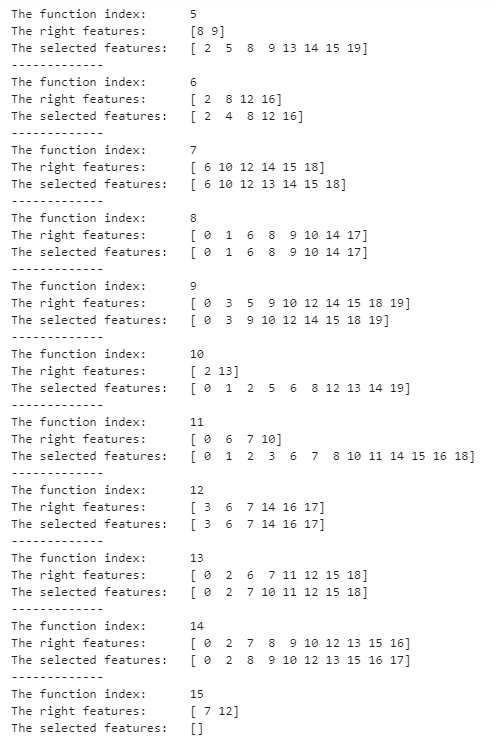 The function index:      5
The right features:      [8 9]
The selected features:   [ 2  5  8  9 13 14 15 19]
-------------
The function index:      6
The right features:      [ 2  8 12 16]
The selected features:   [ 2  4  8 12 16]
-------------
The function index:      7
The right features:      [ 6 10 12 14 15 18]
The selected features:   [ 6 10 12 13 14 15 18]
-------------
The function index:      8
The right features:      [ 0  1  6  8  9 10 14 17]
The selected features:   [ 0  1  6  8  9 10 14 17]
-------------
The function index:      9
The right features:      [ 0  3  5  9 10 12 14 15 18 19]
The selected features:   [ 0  3  9 10 12 14 15 18 19]
-------------
The function index:      10
The right features:      [ 2 13]
The selected features:   [ 0  1  2  5  6  8 12 13 14 19]
-------------
The function index:      11
The right features:      [ 0  6  7 10]
The selected features:   [ 0  1  2  3  6  7  8 10 11 14 15 16 18]
-------------
The function index:      12
The right features:      [ 3  6  7 14 16 17]
The selected features:   [ 3  6  7 14 16 17]
-------------
The function index:      13
The right features:      [ 0  2  6  7 11 12 15 18]
The selected features:   [ 0  2  7 10 11 12 15 18]
-------------
The function index:      14
The right features:      [ 0  2  7  8  9 10 12 13 15 16]
The selected features:   [ 0  2  8  9 10 12 13 15 16 17]
-------------
The function index:      15
The right features:      [ 7 12]
The selected features:   []